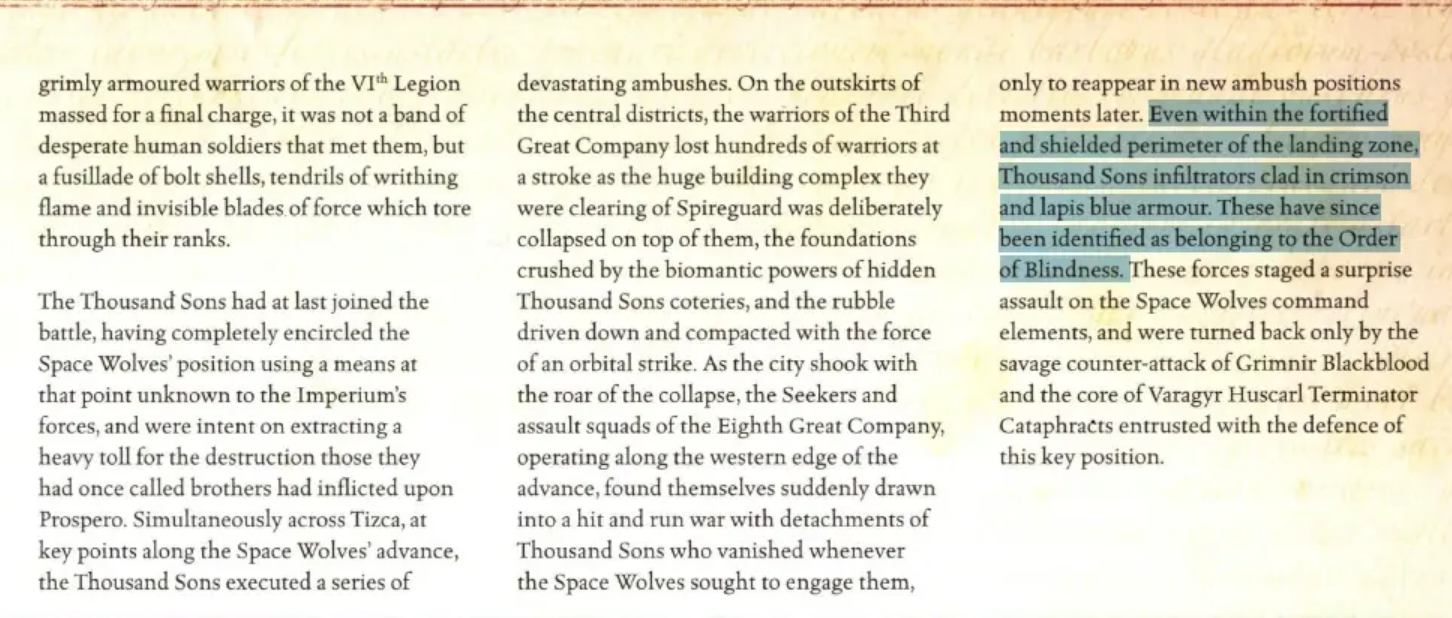 grimly armoured warriors of the VIth Legion
massed for a final charge, it was not a band of
desperate human soldiers that met them, but
a fusillade of bolt shells, tendrils of writhing
flame and invisible blades of force which tore
through their ranks.
The Thousand Sons had at last joined the
battle, having completely encircled the
Space Wolves’ position using a means at
that point unknown to the Imperium’s
forces, and were intent on extracting a
heavy toll for the destruction those they
had once called brothers had inflicted upon
Prospero. Simultaneously across Tizca, at
key points along the Space Wolves’ advance,
the Thousand Sons executed a series of
devastating ambushes. On the outskirts of
the central districts, the warriors of the Third
Great Company lost hundreds of warriors at
a stroke as the huge building complex they
were clearing of Spireguard was deliberately
collapsed on top of them, the foundations
crushed by the biomantic powers of hidden
Thousand Sons coteries, and the rubble
driven down and compacted with the force
of an orbital strike. As the city shook with
the roar of the collapse, the Seekers and
assault squads of the Eighth Great Company,
operating along the western edge of the
advance, found themselves suddenly drawn
into a hit and run war with detachments of
Thousand Sons who vanished whenever
the Space Wolves sought to engage them,
only to reappear in new ambush positions
moments later. Even within the fortified
and shielded perimeter of the landing zone,
Thousand Sons infiltrators clad in crimson
and lapis blue armour. These have since
been identified as belonging to the Order
of Blindness. These forces staged a surprise
assault on the Space Wolves command
elements, and were turned back only by the
savage counter-attack of Grimnir Blackblood
and the core of Varagyr Huscarl Terminator
Cataphracts entrusted with the defence of
this key position.